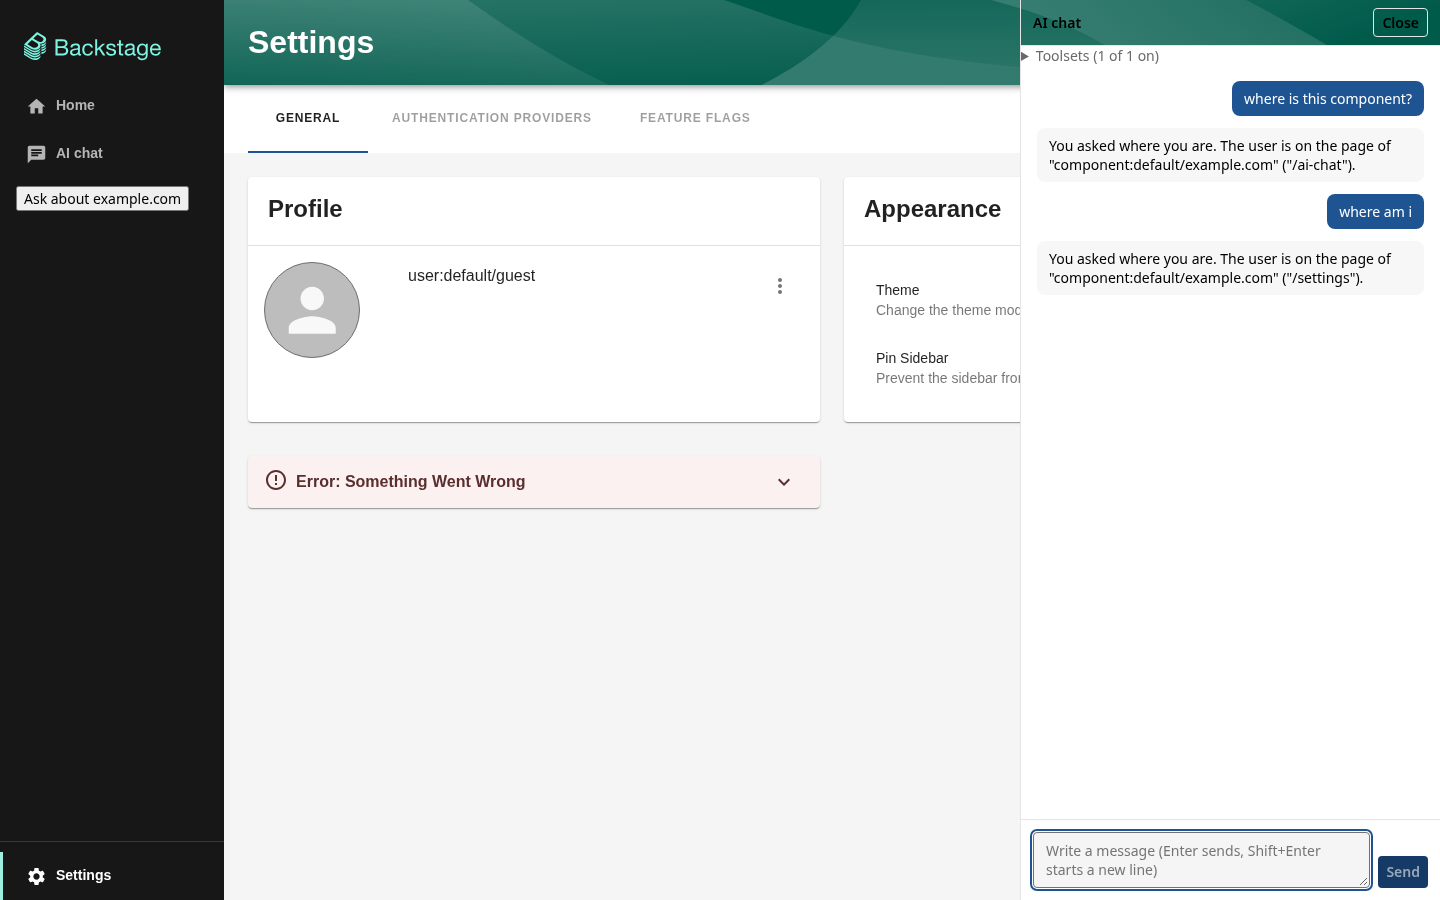 Backstage
Home
AI chat
Ask about example.com
Settings
Settings
GENERAL
AUTHENTICATION PROVIDERS
FEATURE FLAGS
Profile
user:default/guest
Appearance
Theme
Change the theme mod
Pin Sidebar
Prevent the sidebar from
Error: Something Went Wrong
AI chat
Close
Toolsets (1 of 1 on)
where is this component?
You asked where you are. The user is on the page of
"component:default/example.com" ("/ai-chat").
where am i
You asked where you are. The user is on the page of
"component:default/example.com" ("/settings").
Write a message (Enter sends, Shift+Enter
starts a new line)
Send